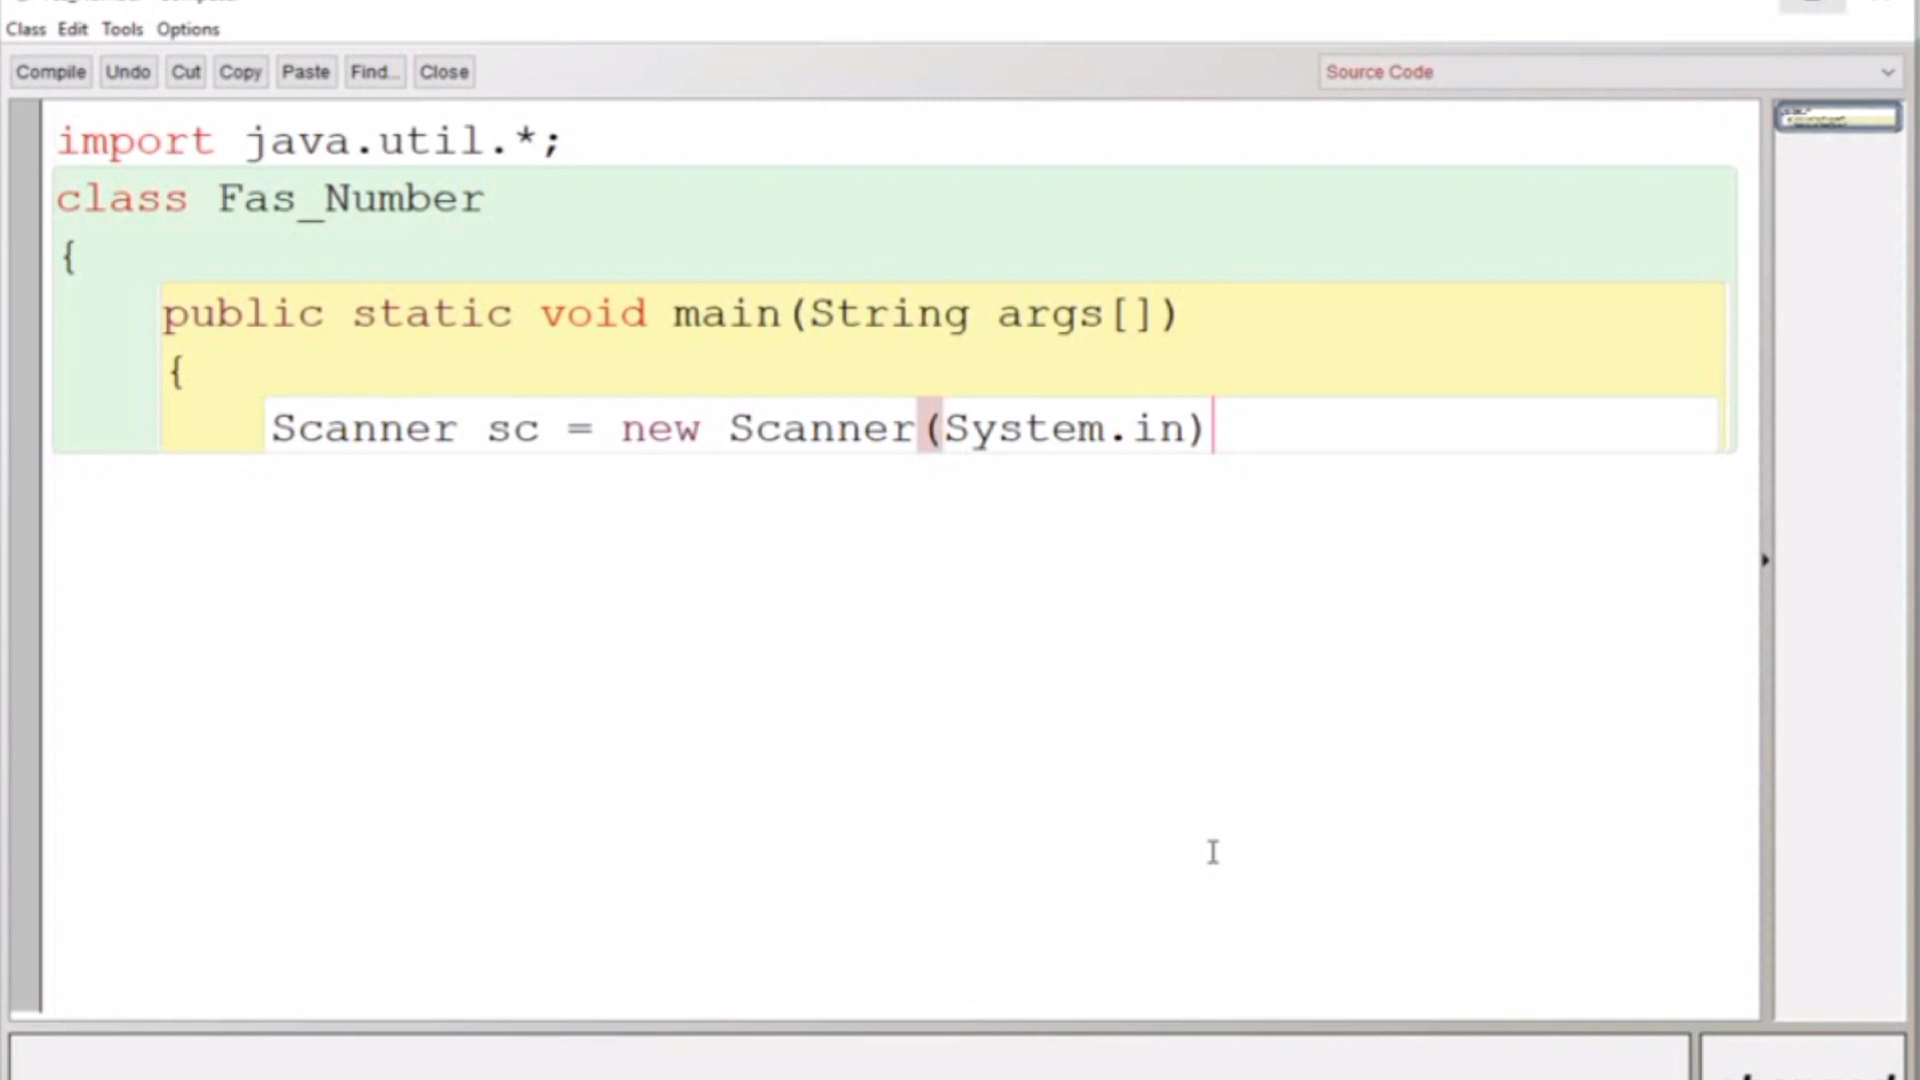 Class Edit Tools Options
Compile Undo Cut Copy Paste Find... Close Source Code
import java.util.*;
class Fas_Number
{
public static void main(String args[])
{
Scanner sc = new Scanner(System.in)